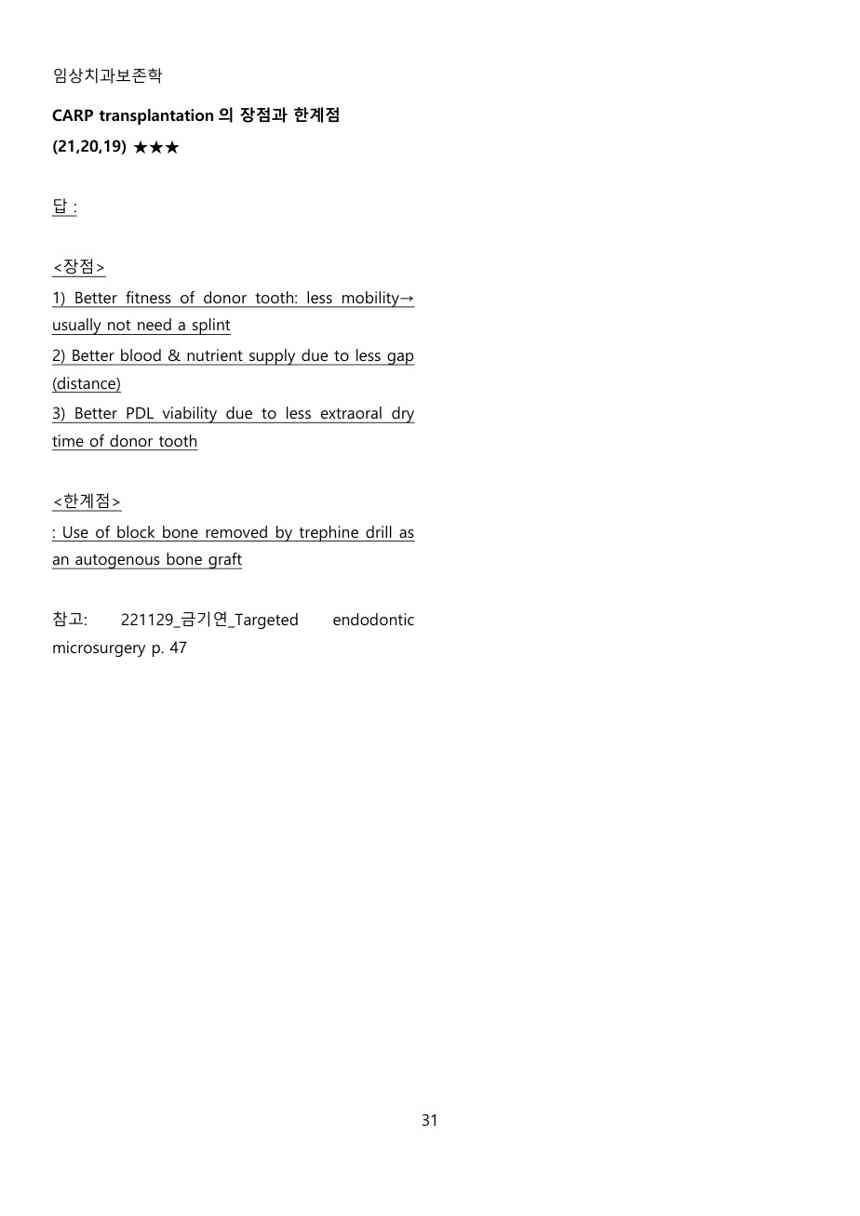 임상치과보존학
CARP transplantation 의 장점과 한계점
(21,20,19) ★★★
답 :
<장점>
1) Better fitness of donor tooth: less mobility→
usually not need a splint
2) Better blood & nutrient supply due to less gap
(distance)
3) Better PDL viability due to less extraoral dry
time of donor tooth
<한계점>
: Use of block bone removed by trephine drill as
an autogenous bone graft
참고: 221129_금기연_Targeted endodontic
microsurgery p. 47
31